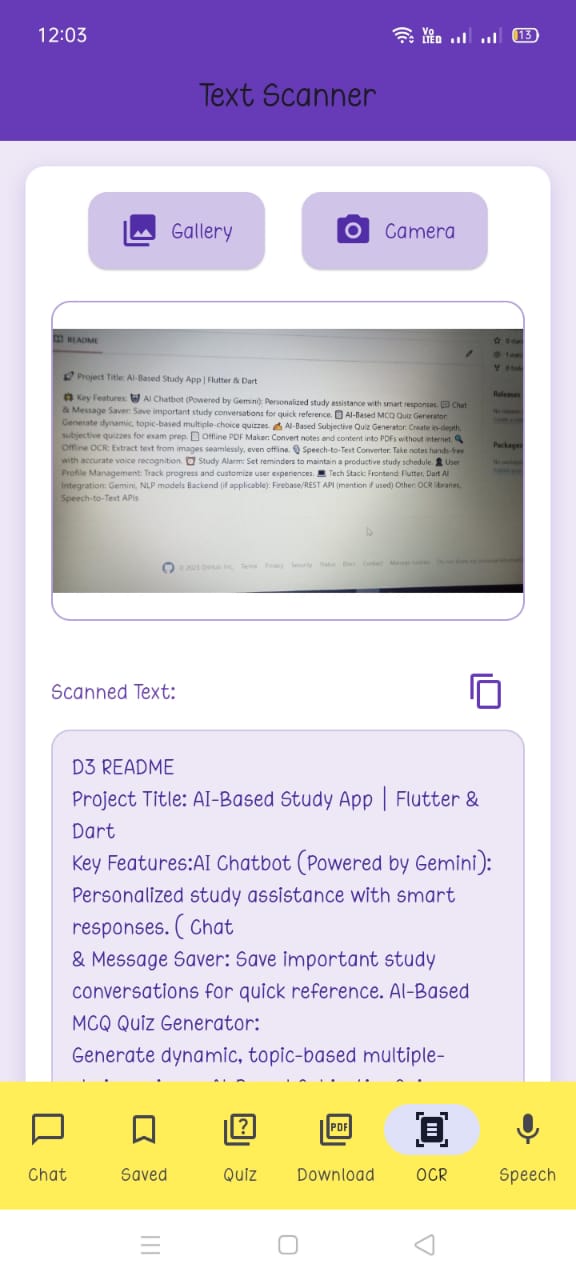 12:03
Vo
LTED
13
Text Scanner
Gallery
Camera
README
Project Title: AI-Based Study App | Flutter & Dart
Key Features: AI Chatbot (Powered by Gemini): Personalized study assistance with smart responses. Chat
& Message Saver: Save important study conversations for quick reference. AI-Based MCQ Quiz Generator:
Generate dynamic, topic-based multiple-choice quizzes. AI-Based Subjective Quiz Generator: Create in-depth,
subjective quizzes for exam prep. Offline PDF Maker: Convert notes and content into PDFs without internet.
Offline OCR: Extract text from images seamlessly, even offline. Speech-to-Text Converter: Take notes hands-free
with accurate voice recognition. Study Alarm: Set reminders to maintain a productive study schedule. User
Profile Management: Track progress and customize user experiences. Tech Stack: Frontend: Flutter, Dart AI
Integration: Gemini, NLP models Backend (if applicable): Firebase/REST API (mention if used) Other: OCR libraries,
Speech-to-Text APIs
Releases
Packages
© 2025 GitHub, Inc. Terms Privacy Security Status Docs Contact Manage cookies
Scanned Text:
D3 README
Project Title: AI-Based Study App | Flutter &
Dart
Key Features:AI Chatbot (Powered by Gemini):
Personalized study assistance with smart
responses. ( Chat
& Message Saver: Save important study
conversations for quick reference. Al-Based
MCQ Quiz Generator:
Generate dynamic, topic-based multiple-
Chat
Saved
Quiz
PDF
Download
OCR
Speech